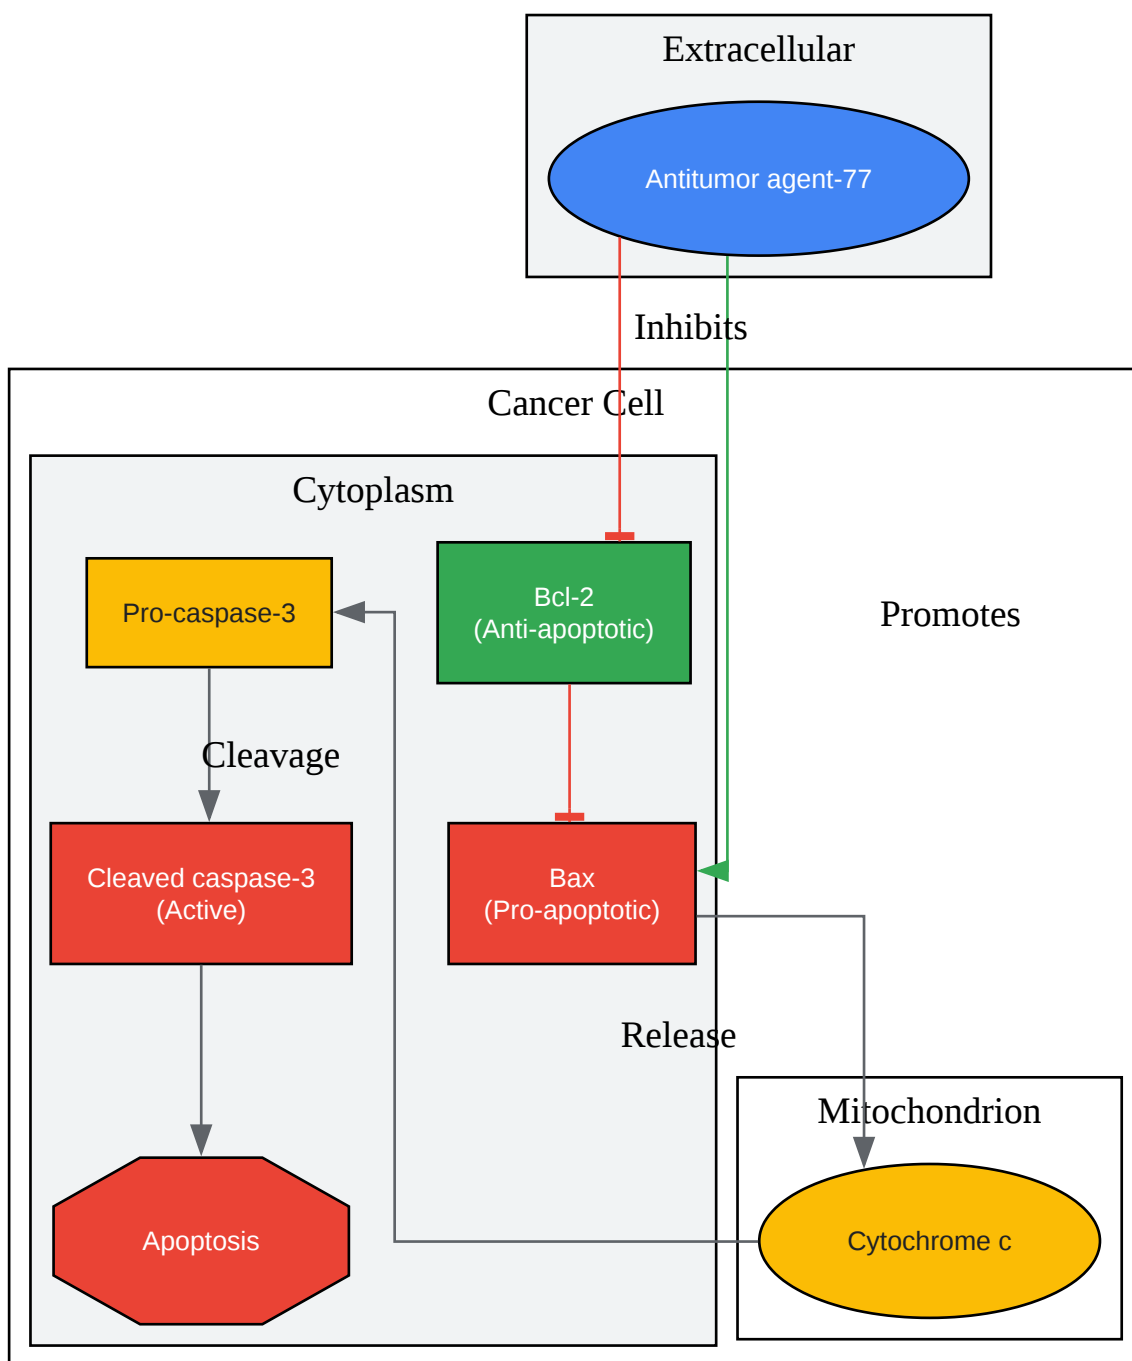 Extracellular
Antitumor agent-77
Inhibits
Cancer Cell
Cytoplasm
Pro-caspase-3
Bcl-2
(Anti-apoptotic)
Promotes
Cleavage
Cleaved caspase-3
(Active)
Bax
(Pro-apoptotic)
Release
Mitochondrion
Apoptosis
Cytochrome c